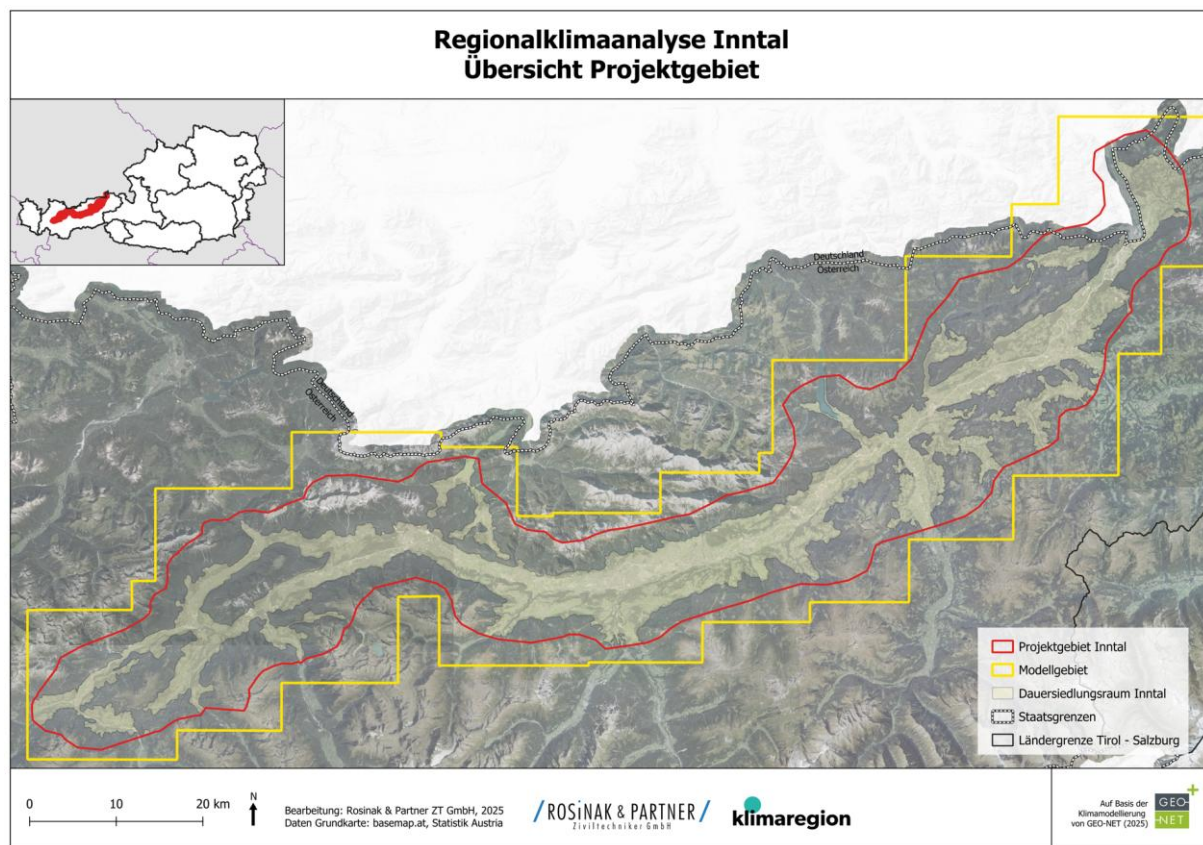 Regionalklimaanalyse Inntal
Übersicht Projektgebiet
Deutschland
Österreich
Deutschland
Österreich
Projektgebiet Inntal
Modellgebiet
Dauersiedlungsraum Inntal
Staatsgrenzen
Ländergrenze Tirol - Salzburg
0 10 20 km
N
Bearbeitung: Rosinak & Partner ZT GmbH, 2025
Daten Grundkarte: basemap.at, Statistik Austria
ROSiNAK & PARTNER
Ziviltechniker GmbH
klimaregion
Auf Basis der
Klimamodellierung
von GEO-NET (2025)
GEO-
NET